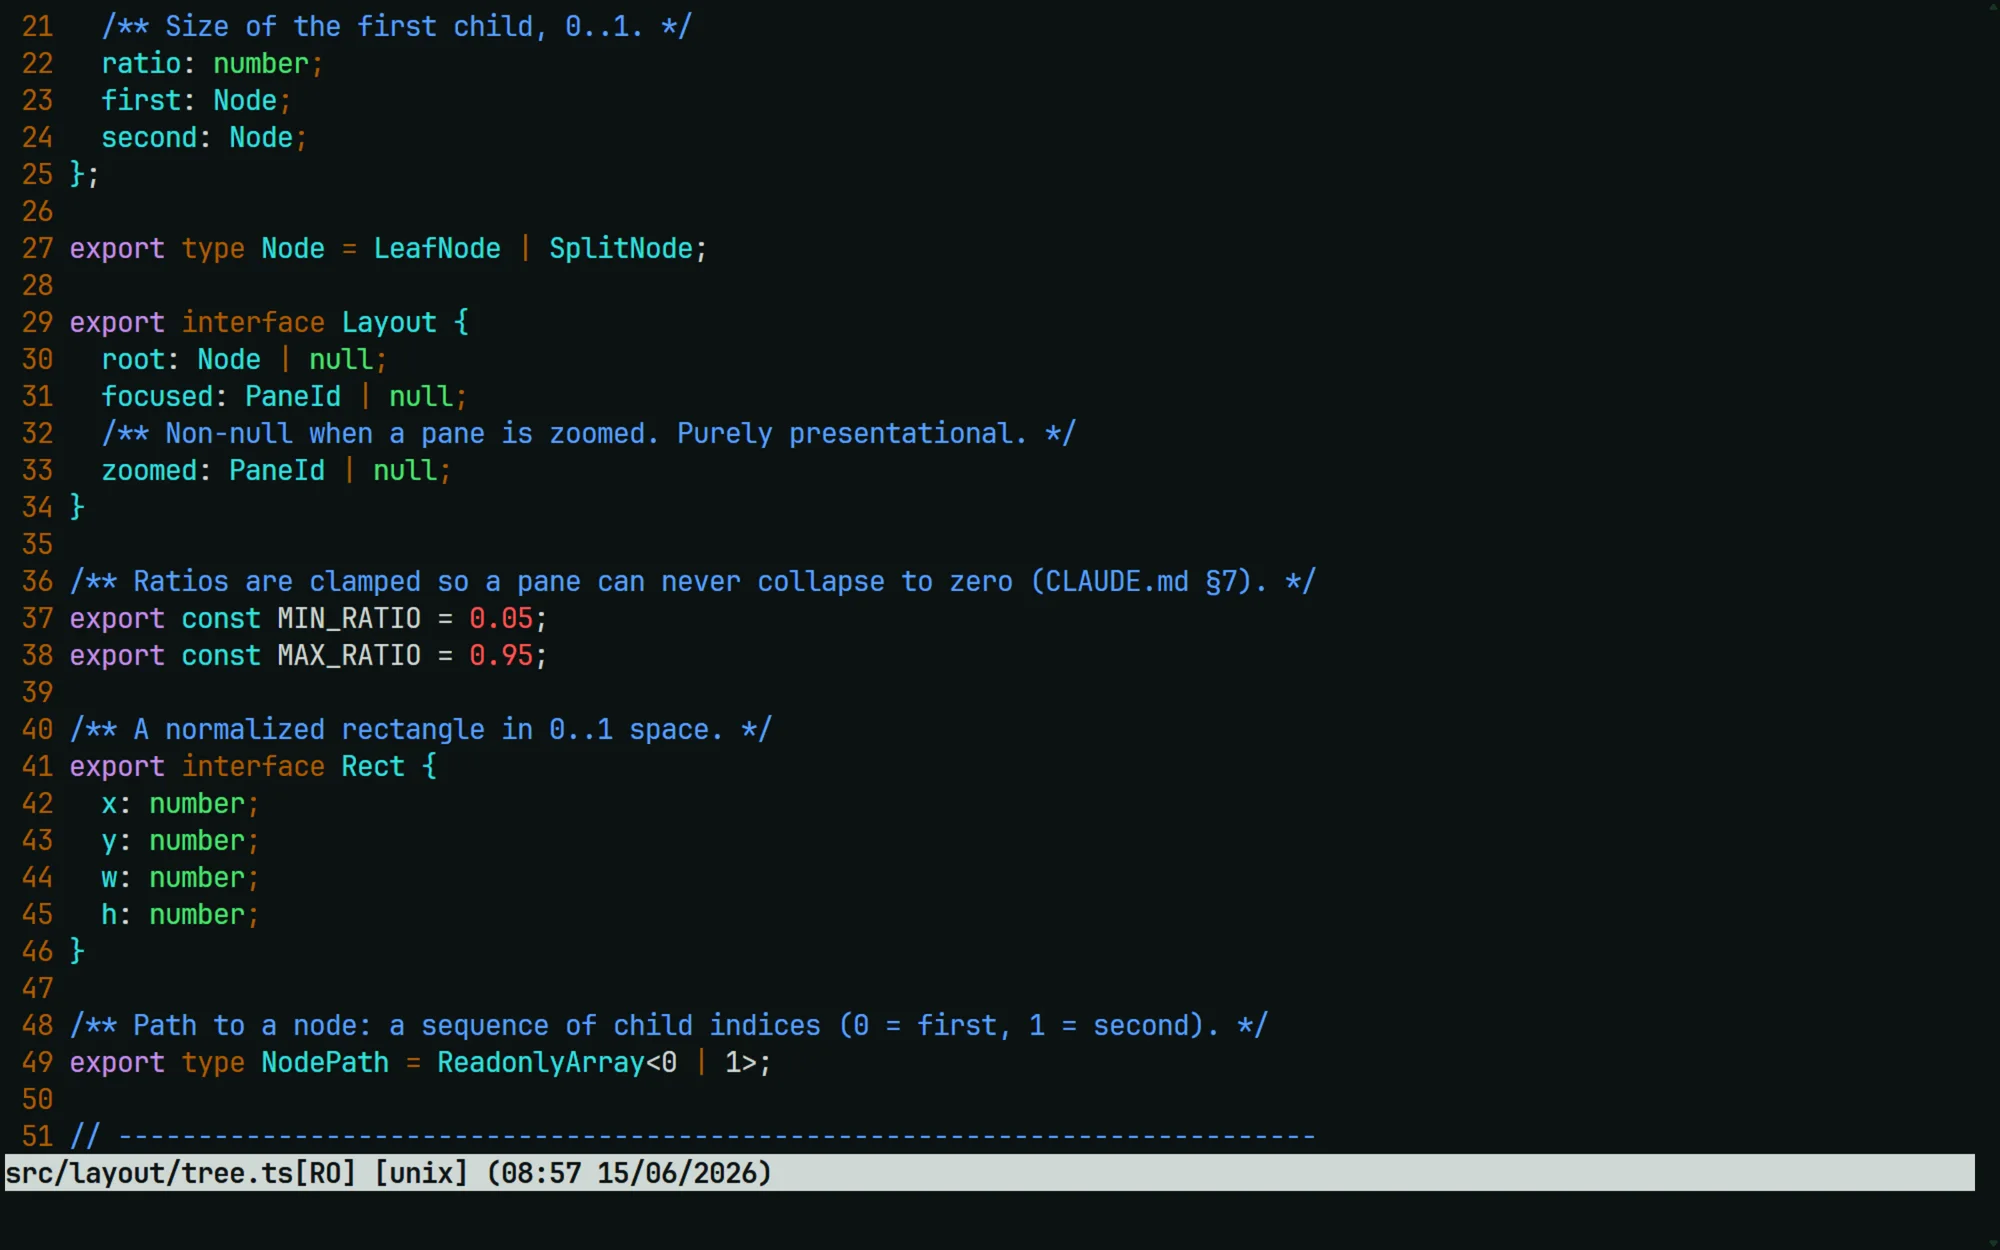 21   /** Size of the first child, 0..1. */
22   ratio: number;
23   first: Node;
24   second: Node;
25 };
26
27 export type Node = LeafNode | SplitNode;
28
29 export interface Layout {
30   root: Node | null;
31   focused: PaneId | null;
32   /** Non-null when a pane is zoomed. Purely presentational. */
33   zoomed: PaneId | null;
34 }
35
36 /** Ratios are clamped so a pane can never collapse to zero (CLAUDE.md §7). */
37 export const MIN_RATIO = 0.05;
38 export const MAX_RATIO = 0.95;
39
40 /** A normalized rectangle in 0..1 space. */
41 export interface Rect {
42   x: number;
43   y: number;
44   w: number;
45   h: number;
46 }
47
48 /** Path to a node: a sequence of child indices (0 = first, 1 = second). */
49 export type NodePath = ReadonlyArray<0 | 1>;
50
51 // ---------------------------------------------------------------------------
src/layout/tree.ts[RO] [unix] (08:57 15/06/2026)